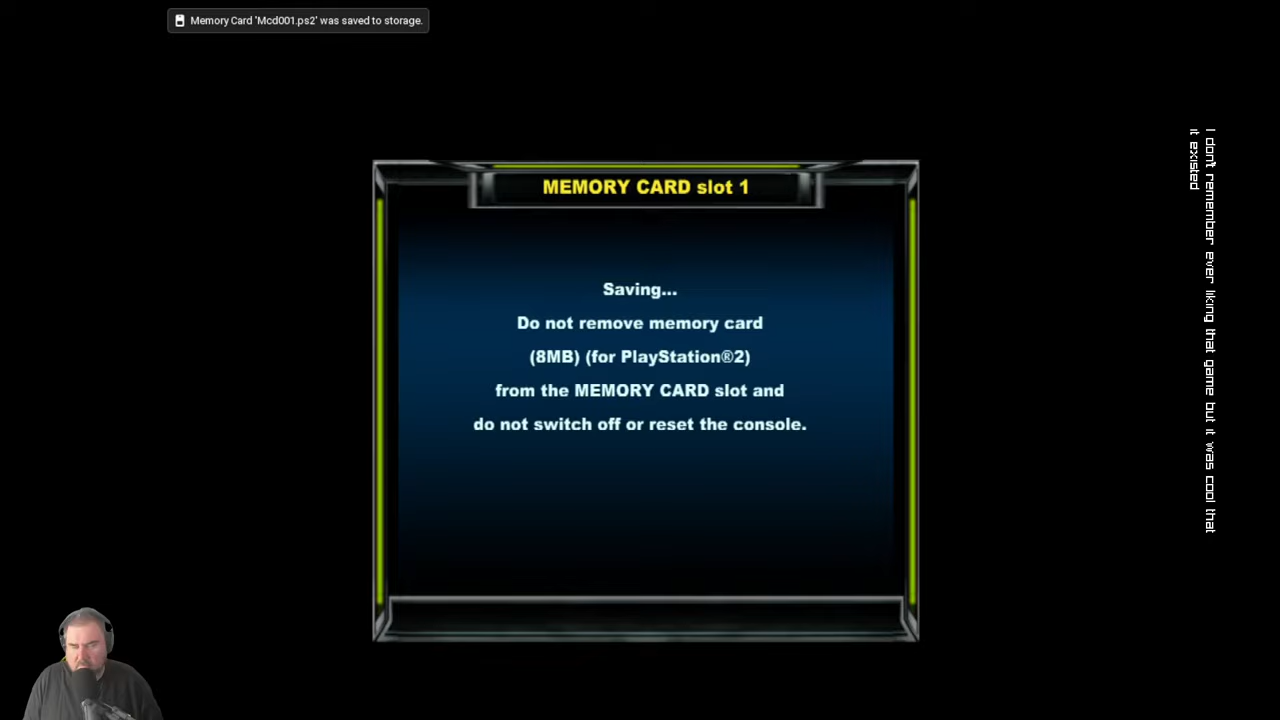 Memory Card 'Mcd001.ps2' was saved to storage.
MEMORY CARD slot 1
Saving...
Do not remove memory card
(8MB) (for PlayStation®2)
from the MEMORY CARD slot and
do not switch off or reset the console.
I don't remember ever liking that game but it was cool that
it existed